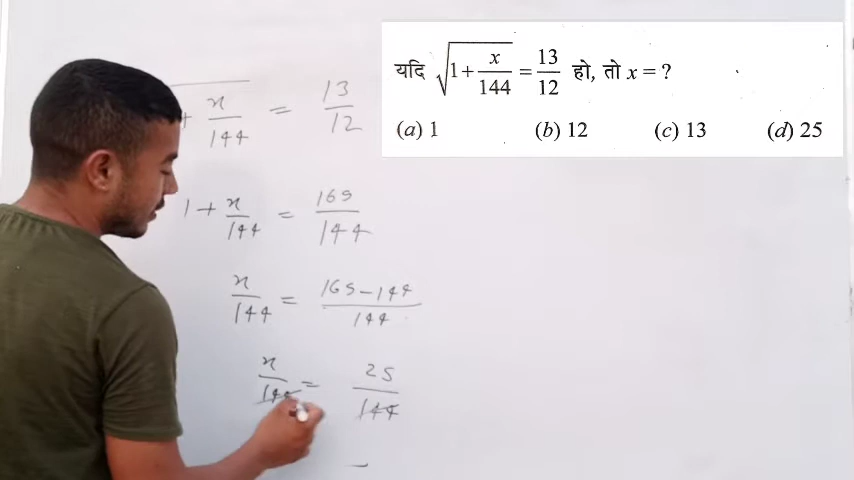 यदि √(1 + x/144) = 13/12 हो, तो x = ?
(a) 1 (b) 12 (c) 13 (d) 25
+ x/144 = 13/12
1 + x/144 = 169/144
x/144 = 169 - 144/144
x/144 = 25/144